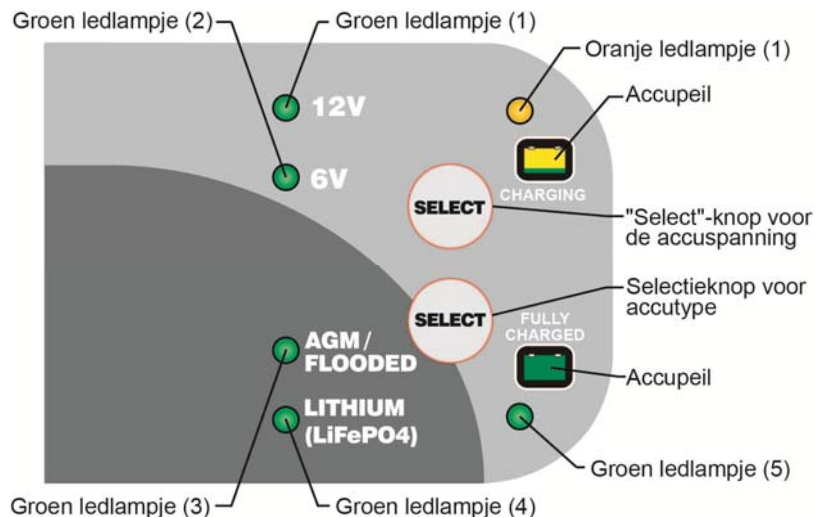 Groen ledlampje (2)
Groen ledlampje (1)
Oranje ledlampje (1)
12V
Accupeil
6V
CHARGING
SELECT
"Select"-knop voor
de accuspanning
Selectieknop voor
accutype
SELECT
FULLY
CHARGED
AGM /
FLOODED
Accupeil
LITHIUM
(LiFePO4)
Groen ledlampje (5)
Groen ledlampje (3)
Groen ledlampje (4)